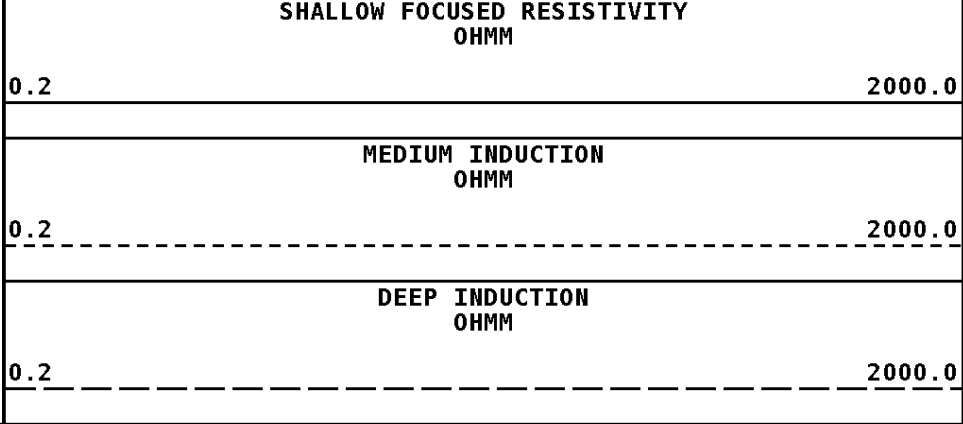 SHALLOW FOCUSED RESISTIVITY
OHMM
0.2 2000.0
MEDIUM INDUCTION
OHMM
0.2 2000.0
DEEP INDUCTION
OHMM
0.2 2000.0